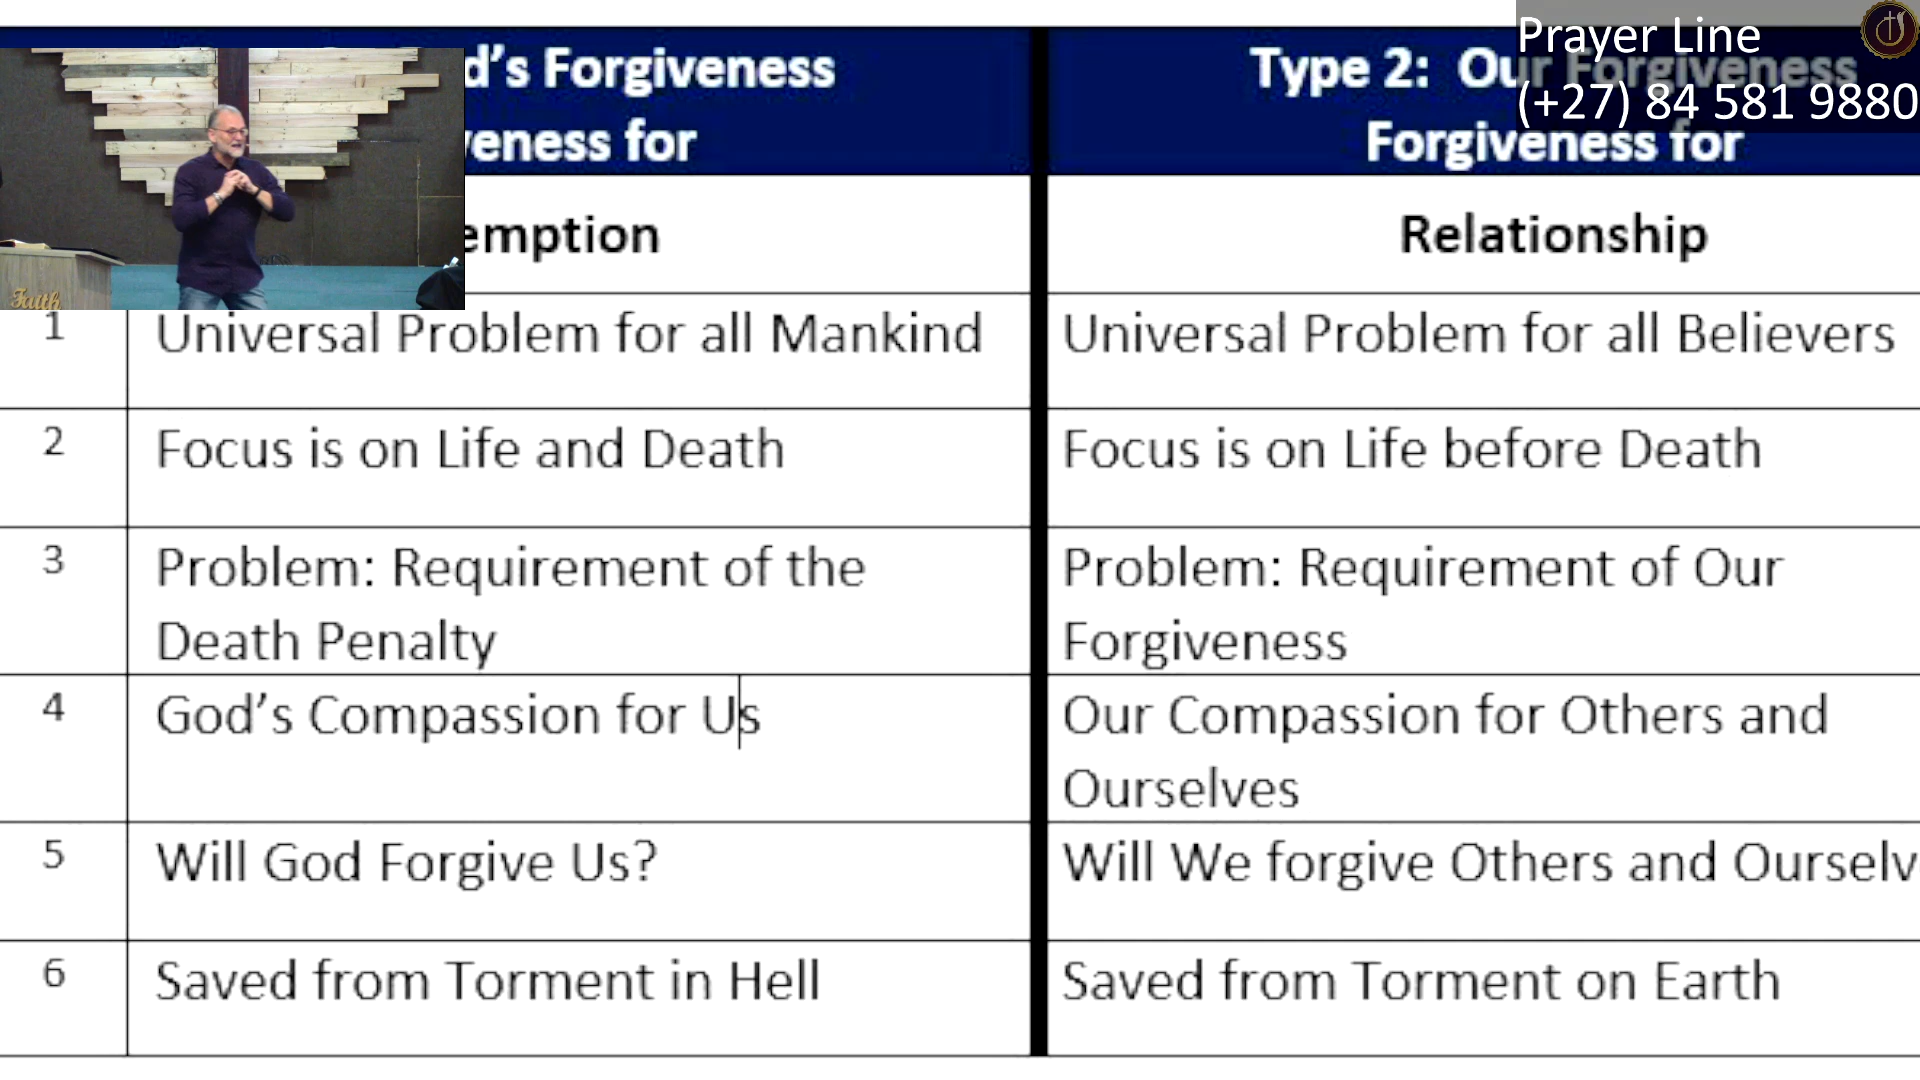 Prayer Line
(+27) 84 581 9880
d's Forgiveness
veness for
emption
Type 2: Our Forgiveness
Forgiveness for
Relationship
1 Universal Problem for all Mankind Universal Problem for all Believers
2 Focus is on Life and Death Focus is on Life before Death
3 Problem: Requirement of the Problem: Requirement of Our
Death Penalty Forgiveness
4 God's Compassion for Us Our Compassion for Others and
Ourselves
5 Will God Forgive Us? Will We forgive Others and Ourselv
6 Saved from Torment in Hell Saved from Torment on Earth
Faith